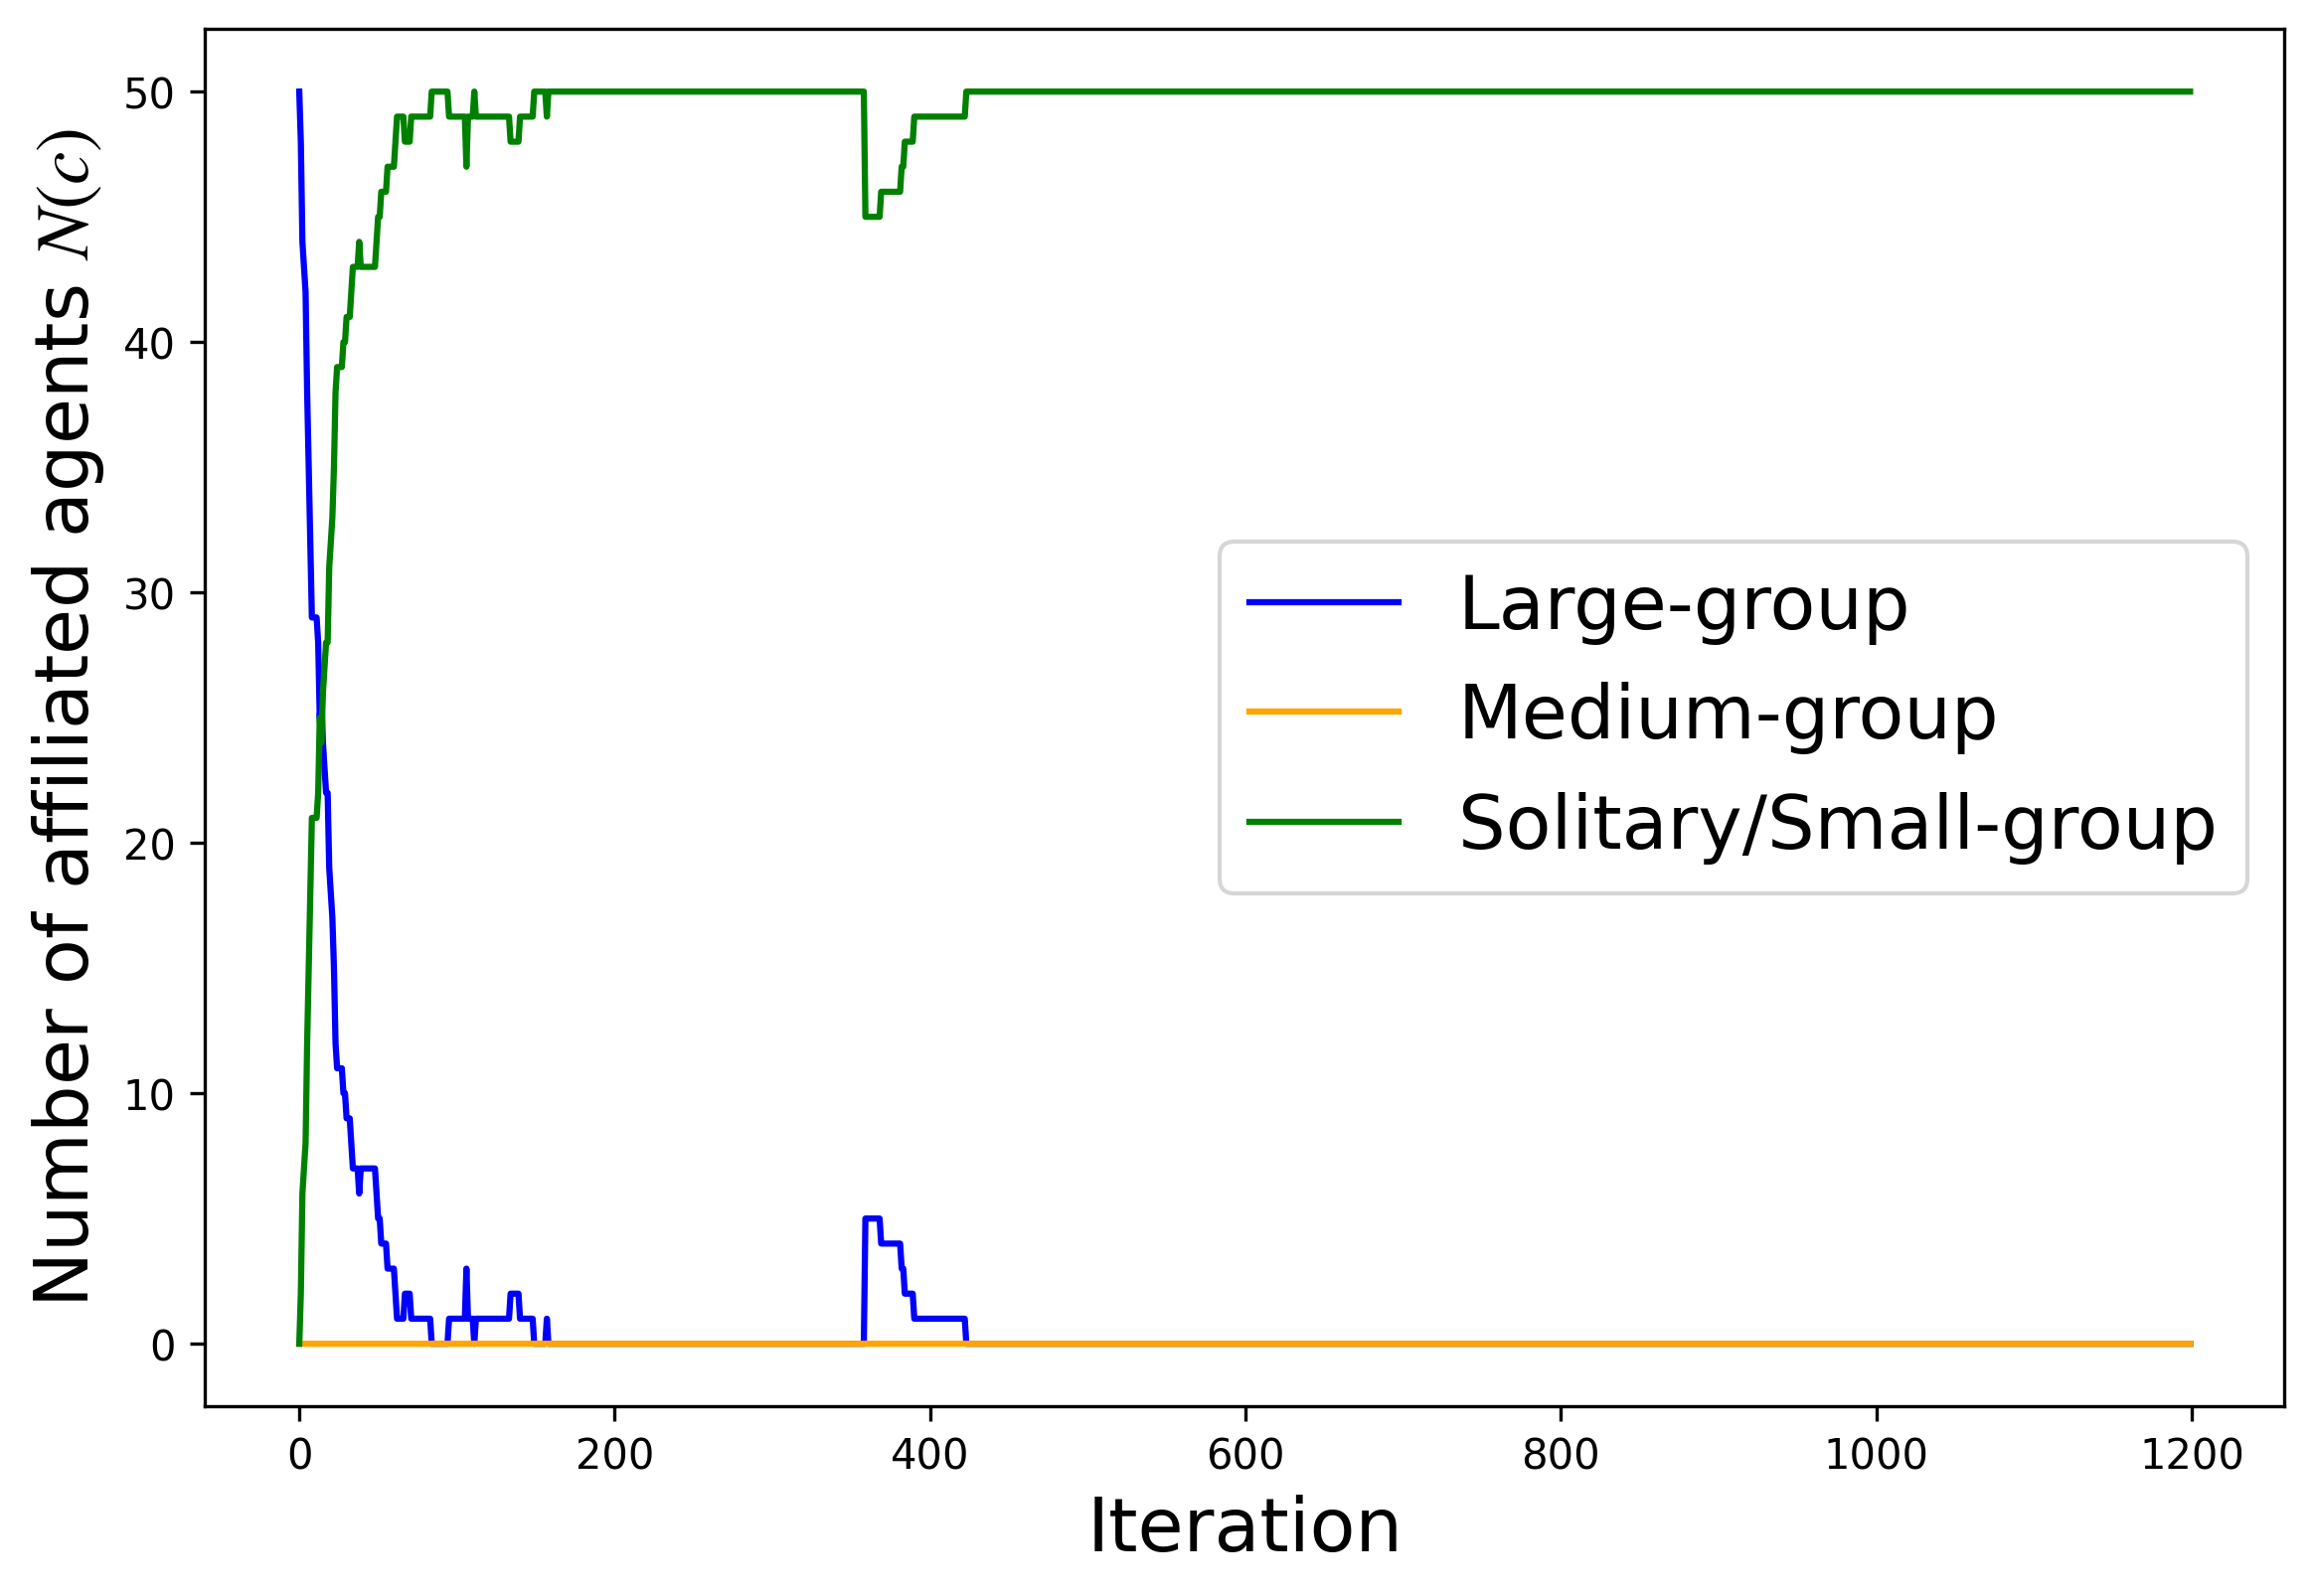 Number of affiliated agents N(c)
50
40
30
20
10
0
Large-group
Medium-group
Solitary/Small-group
0 200 400 600 800 1000 1200
Iteration